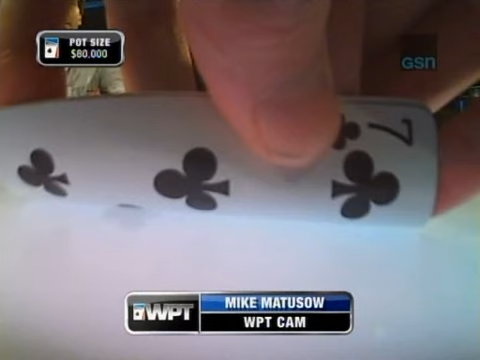 POT SIZE
$80,000
GSN
7
WPT
MIKE MATUSOW
WPT CAM